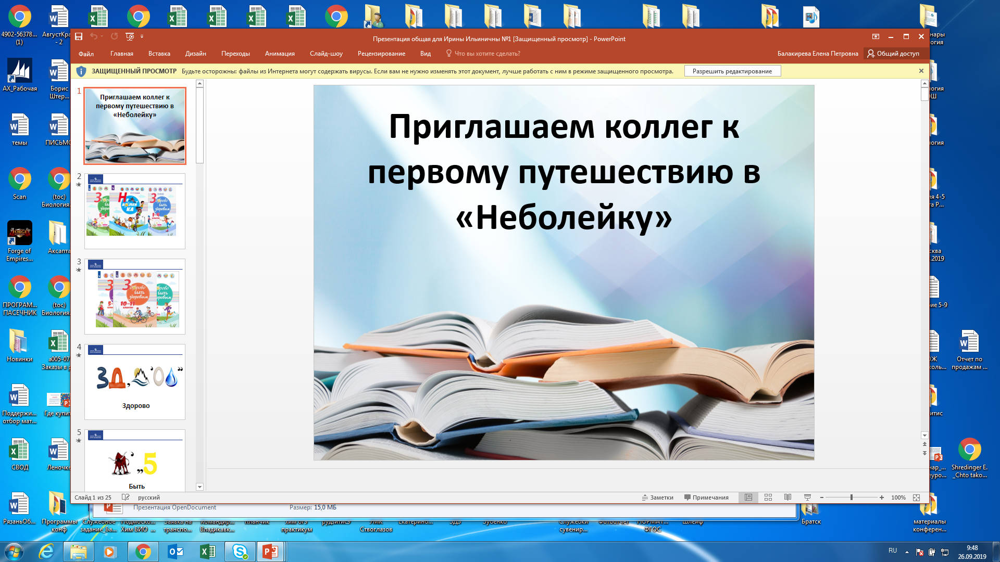 4902-56378...
(1)
АвгустКра
- 2
нары
огия
Презентация общая для Ирины Ильиничны №1 [Защищенный просмотр] - PowerPoint
Файл
Главная
Вставка
Дизайн
Переходы
Анимация
Слайд-шоу
Рецензирование
Вид
Что вы хотите сделать?
Балакирева Елена Петровна
Общий доступ
ЗАЩИЩЕННЫЙ ПРОСМОТР
Будьте осторожны: файлы из Интернета могут содержать вирусы. Если вам не нужно изменять этот документ, лучше работать с ним в режиме защищенного просмотра.
Разрешить редактирование
AX_Рабочая
Борис
Штер...
темы
ПИСЬМО
Scan
(toc)
Биология.
Forge of
Empires...
Аксапта
ПРОГРАМ...
ПАСЕЧНИК
(toc)
Биология.
Новинки
a005-07
Заказы в р
Поддержи...
отбор мат...
Где купит
СВОД
Леночке
РязаньОб...
Программы
конф
1
Приглашаем коллег к
первому путешествию в
«Неболейку»
2
3
10–11
4
Здорово
5
,,5
Быть
Приглашаем коллег к
первому путешествию в
«Неболейку»
Слайд 1 из 25
русский
Заметки
Примечания
100%
Презентация OpenDocument
Размер: 15,0 МБ
Служебное
задание_Ба...
Подмоско...
Хим БИО ...
Заявка на
транспо...
Командир...
Владикавк...
Планчик
хим огэ
практикум
рудзитисэ
УМК
Ствоглазов
Екатерино...
ЭДЗ
Зубенко
Служебки
сувенир...
Фотоотчет
НОРМАТ...
ФГОС
Шлейф
Братск
материалы
конферен...
огия
Ш
огия
ия 4-5
а Р...
сква
.2019
ие 5-9
ОЖ
коль...
Отчет по
продажам ...
итис
нар_...
еуро...
Shredinger E.
_Chto tako...
RU
9:48
26.09.2019